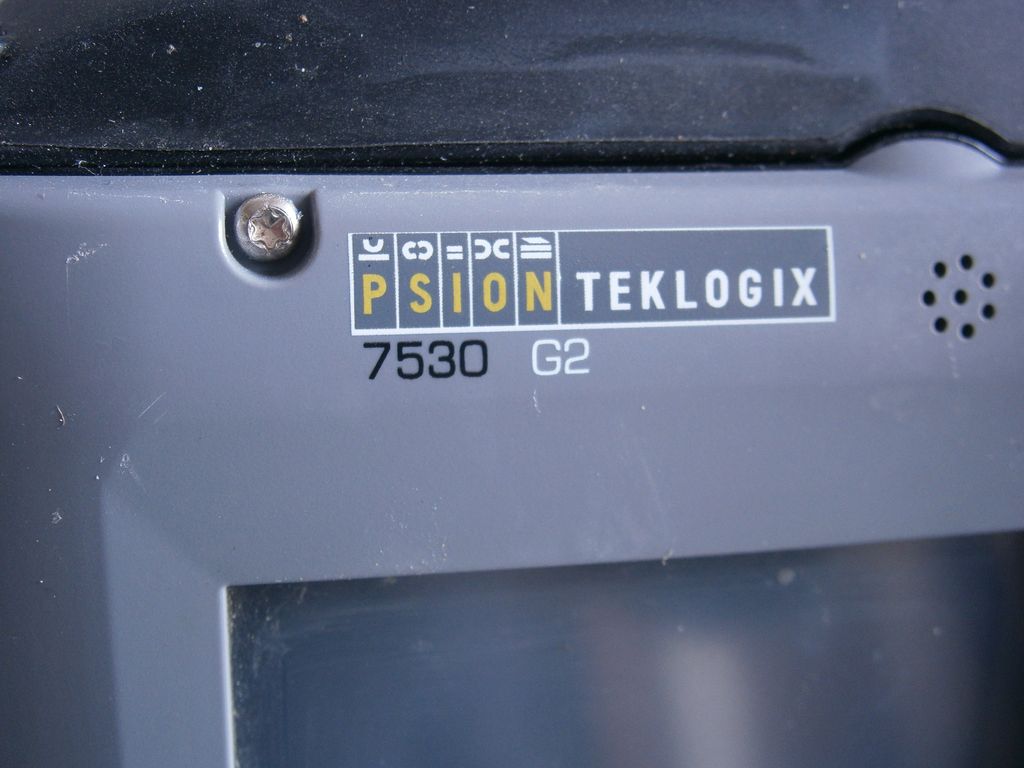 PSION TEKLOGIX
7530 G2